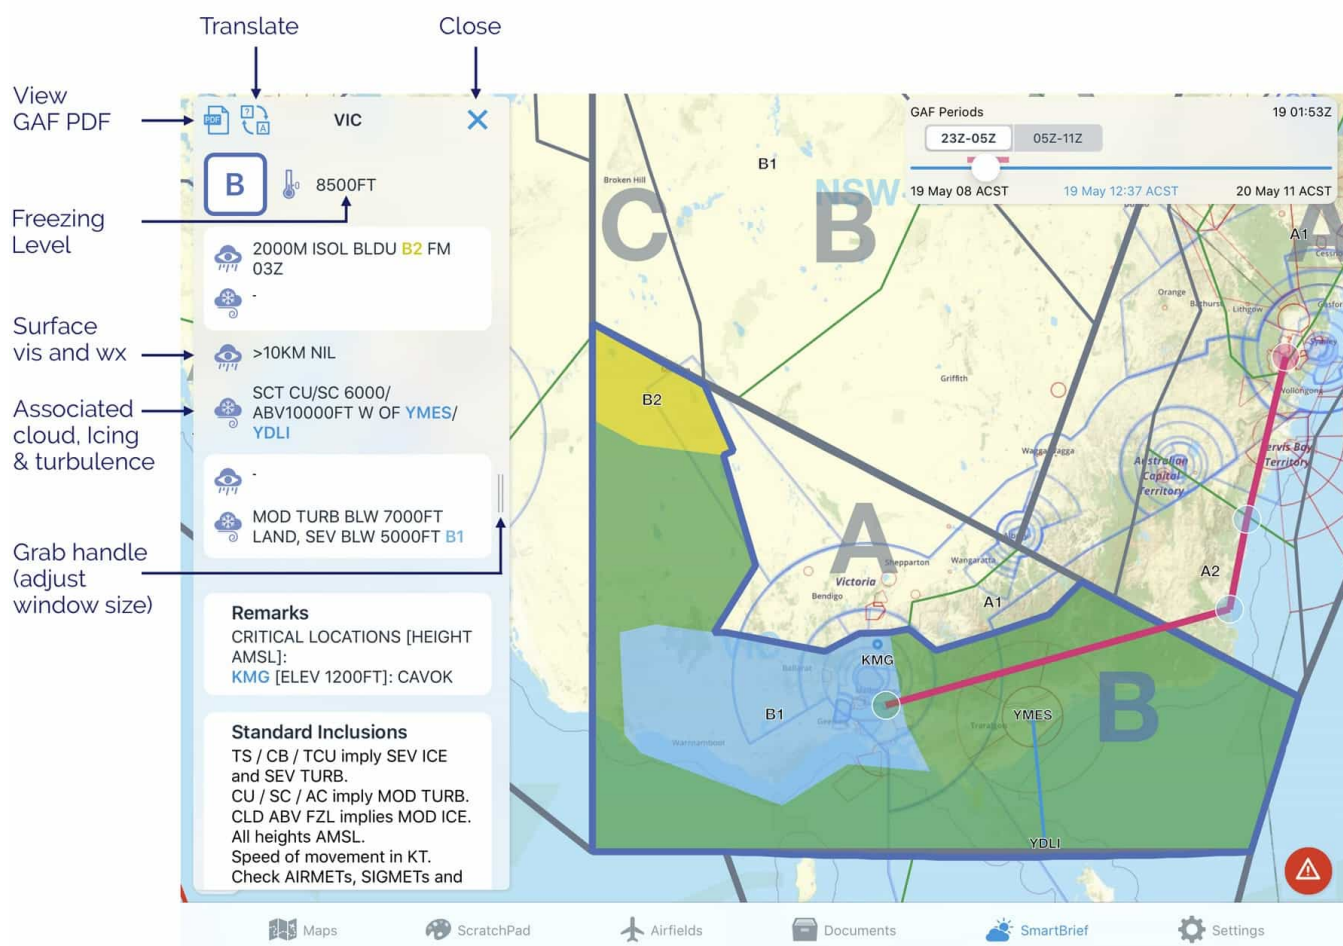 Translate
Close
View
GAF PDF
Freezing
Level
Surface
vis and wx
Associated
cloud, Icing
& turbulence
Grab handle
(adjust
window size)
PDF
? A
VIC
B
8500FT
2000M ISOL BLDU B2 FM
03Z
-
>10KM NIL
SCT CU/SC 6000/
ABV10000FT W OF YMES/
YDLI
-
MOD TURB BLW 7000FT
LAND, SEV BLW 5000FT B1
Remarks
CRITICAL LOCATIONS [HEIGHT
AMSL]:
KMG [ELEV 1200FT]: CAVOK
Standard Inclusions
TS / CB / TCU imply SEV ICE
and SEV TURB.
CU / SC / AC imply MOD TURB.
CLD ABV FZL implies MOD ICE.
All heights AMSL.
Speed of movement in KT.
Check AIRMETs, SIGMETs and
GAF Periods
19 01:53Z
23Z-05Z
05Z-11Z
19 May 08 ACST
19 May 12:37 ACST
20 May 11 ACST
B1
Broken Hill
NSW-
C
B
A
A1
Orange
Bathurst
Lithgow
Griffith
B2
Wollongong
Wagga Wagga
Australian
Capital
Territory
Jervis Bay
Territory
A
Victoria
Shepparton
Wangaratta
Bendigo
A1
A2
KMG
Ballarat
B1
Warrnambool
YMES
B
YDLI
Maps
ScratchPad
Airfields
Documents
SmartBrief
Settings